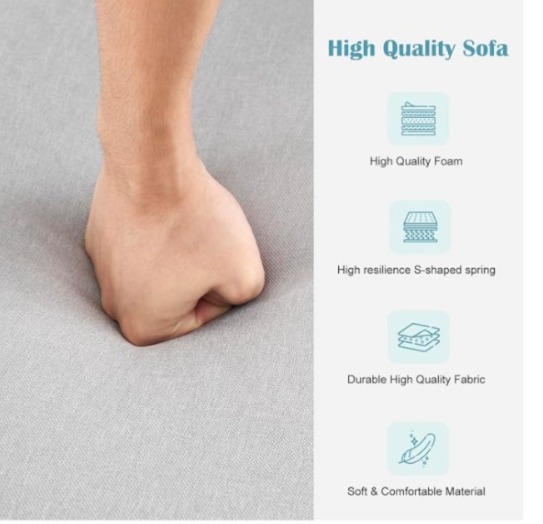 High Quality Sofa
High Quality Foam
High resilience S-shaped spring
Durable High Quality Fabric
Soft & Comfortable Material